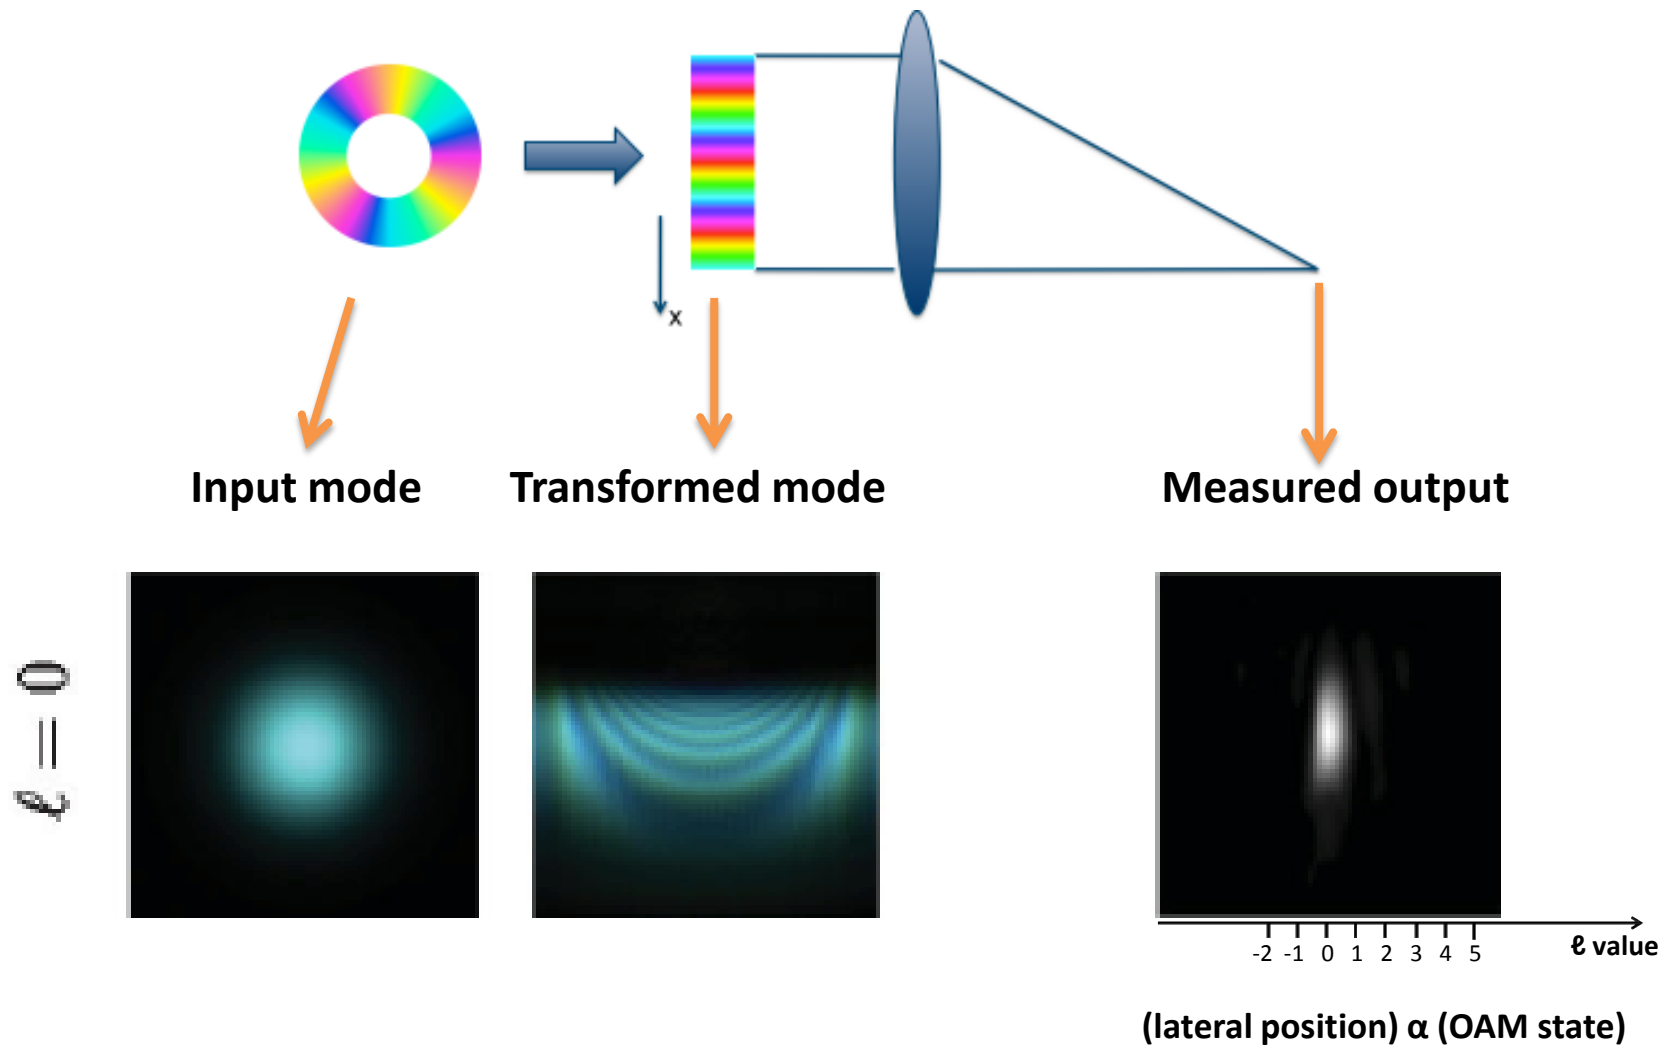 x
Input mode
Transformed mode
Measured output
ℓ = 0
-2 -1 0 1 2 3 4 5
ℓ value
(lateral position) α (OAM state)